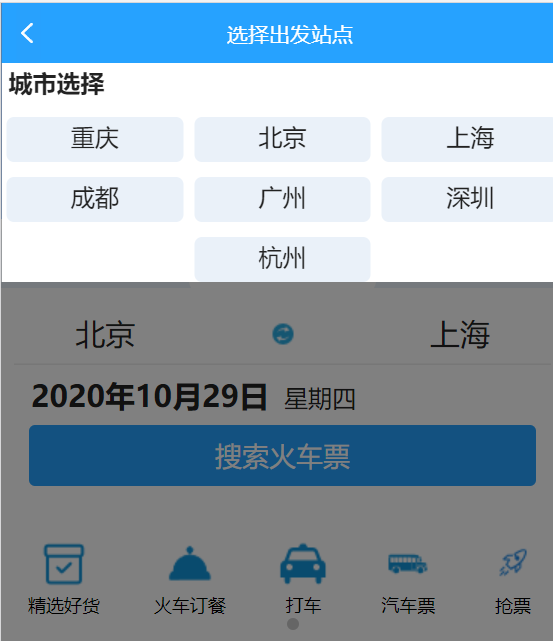 选择出发站点
城市选择
重庆 北京 上海
成都 广州 深圳
杭州
北京 上海
2020年10月29日 星期四
搜索火车票
精选好货 火车订餐 打车 汽车票 抢票